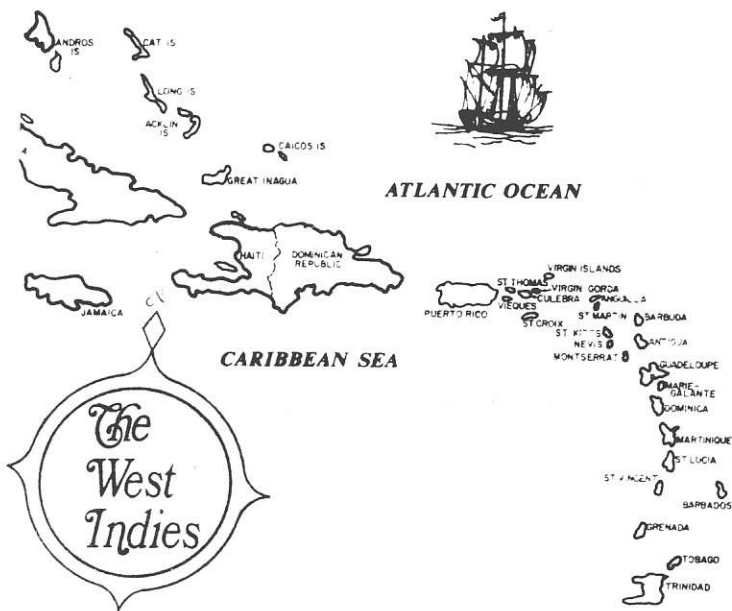 ANDROS
IS
CAT IS
LONG IS
ACKLIN
IS
CAICOS IS
GREAT INAGUA
ATLANTIC OCEAN
HAITI
DOMINICAN
REPUBLIC
JAMAICA
PUERTO RICO
VIRGIN ISLANDS
ST THOMAS
VIRGIN GORDA
CULEBRA
VIEQUES
ANGUILLA
ST CROIX
ST MARTIN
BARBUDA
ST KITTS
NEVIS
ANTIGUA
MONTSERRAT
CARIBBEAN SEA
GUADELOUPE
MARIE-
GALANTE
DOMINICA
MARTINIQUE
ST LUCIA
ST VINCENT
BARBADOS
GRENADA
TOBAGO
TRINIDAD
The
West
Indies